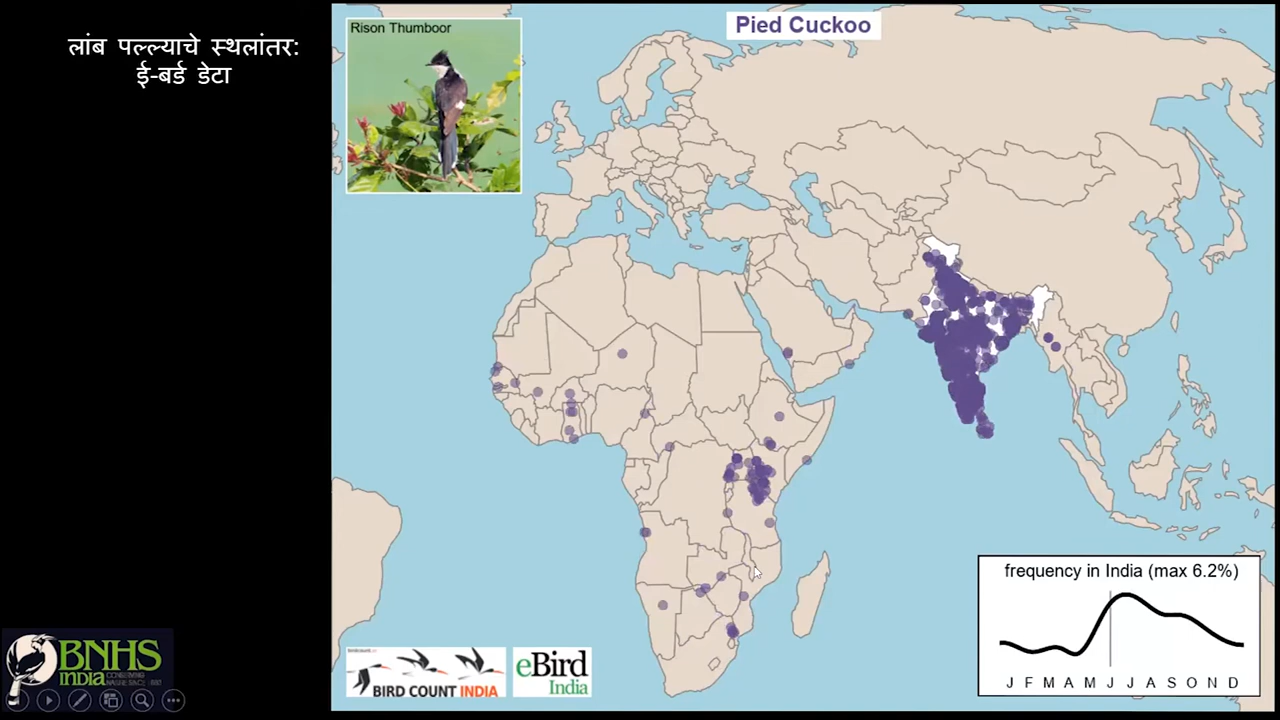 लांब पल्ल्याचे स्थलांतर:
ई-बर्ड डेटा
Rison Thumboor
Pied Cuckoo
frequency in India (max 6.2%)
J F M A M J J A S O N D
BIRD COUNT INDIA
eBird
India
BNHS
INDIA